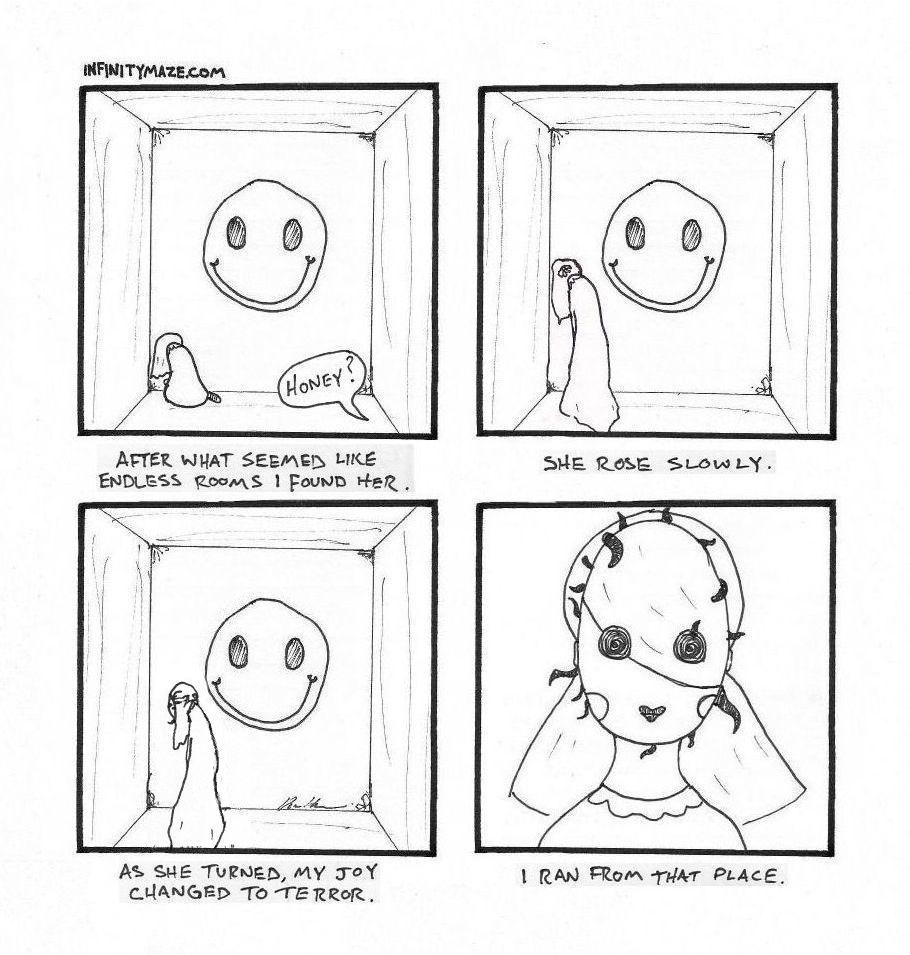 INFINITYMAZE.COM
HONEY?
AFTER WHAT SEEMED LIKE
ENDLESS ROOMS I FOUND HER.
SHE ROSE SLOWLY.
AS SHE TURNED, MY JOY
CHANGED TO TERROR.
I RAN FROM THAT PLACE.